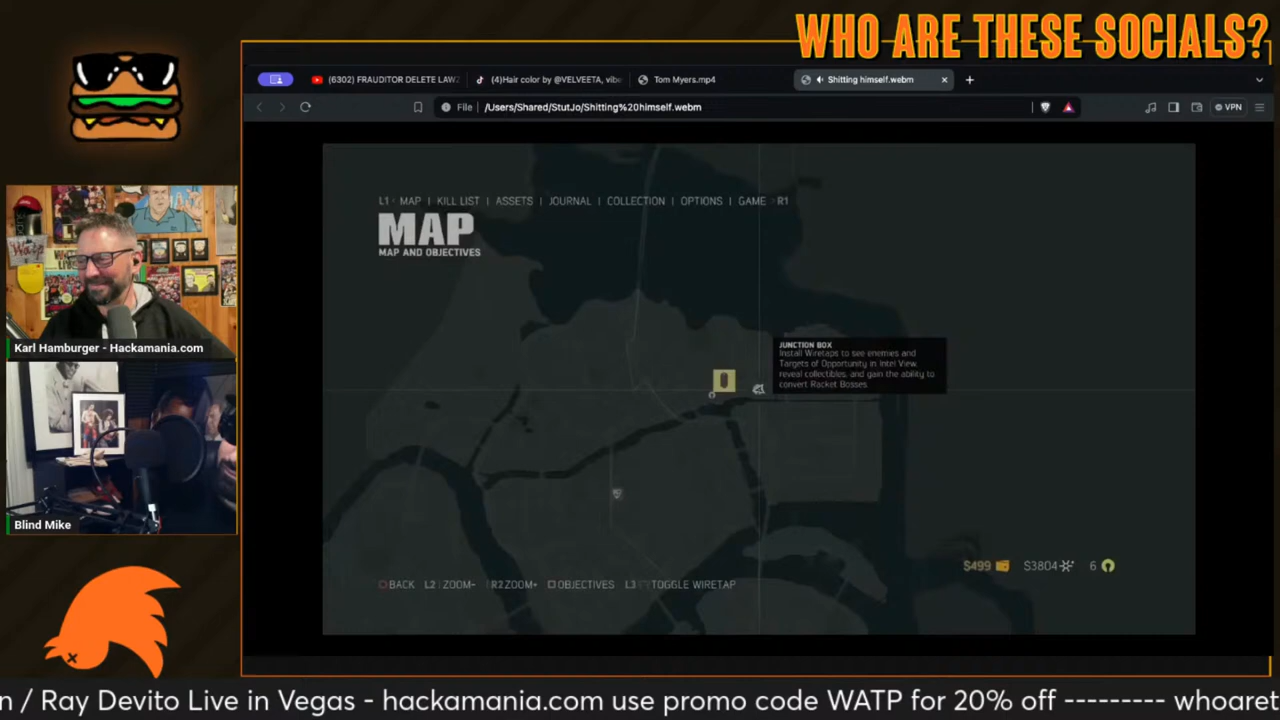 WHO ARE THESE SOCIALS?
(6302) FRAUDITOR DELETE LAWZ
(4)Hair color by @VELVEETA, vibe
Tom Myers.mp4
Shitting himself.webm
File
/Users/Shared/StutJo/Shitting%20himself.webm
VPN
L1 MAP | KILL LIST | ASSETS | JOURNAL | COLLECTION | OPTIONS | GAME R1
MAP
MAP AND OBJECTIVES
JUNCTION BOX
Install Wiretaps to see enemies and
Targets of Opportunity in Intel View,
reveal collectibles, and gain the ability to
convert Racket Bosses.
Karl Hamburger - Hackamania.com
Blind Mike
$499 $3804 6
BACK L2 ZOOM- R2 ZOOM+ OBJECTIVES L3 TOGGLE WIRETAP
n / Ray Devito Live in Vegas - hackamania.com use promo code WATP for 20% off --------- whoaret